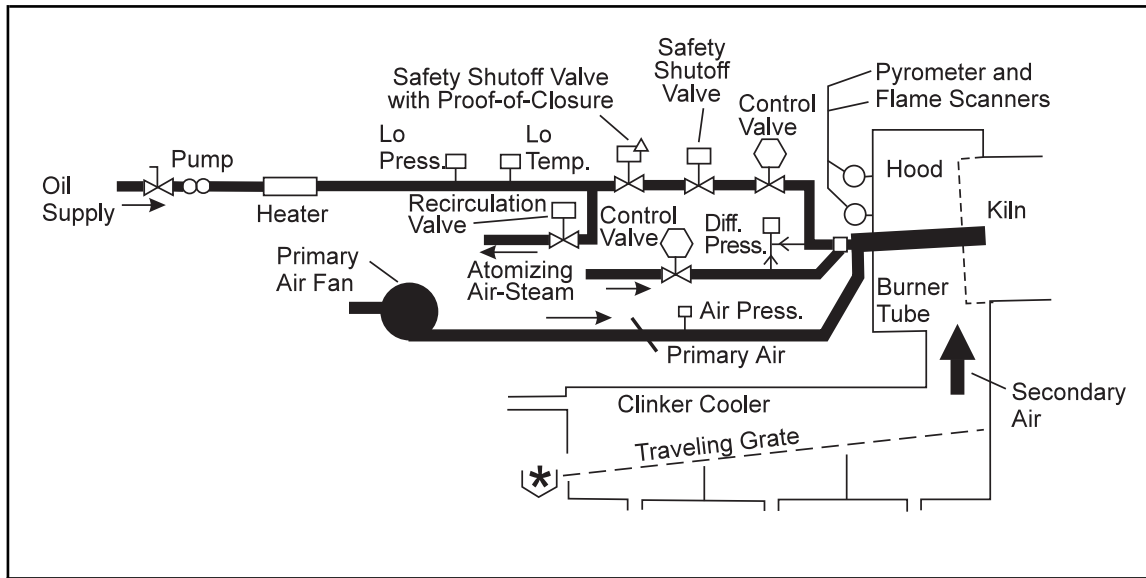 Safety Shutoff Valve
with Proof-of-Closure
Safety
Shutoff
Valve
Control
Valve
Pyrometer and
Flame Scanners
Lo
Press.
Lo
Temp.
Pump
Oil
Supply
Heater
Hood
Kiln
Recirculation
Valve
Control
Valve
Diff.
Press.
Primary
Air Fan
Atomizing
Air-Steam
Burner
Tube
Air Press.
Primary Air
Secondary
Air
Clinker Cooler
Traveling Grate
*